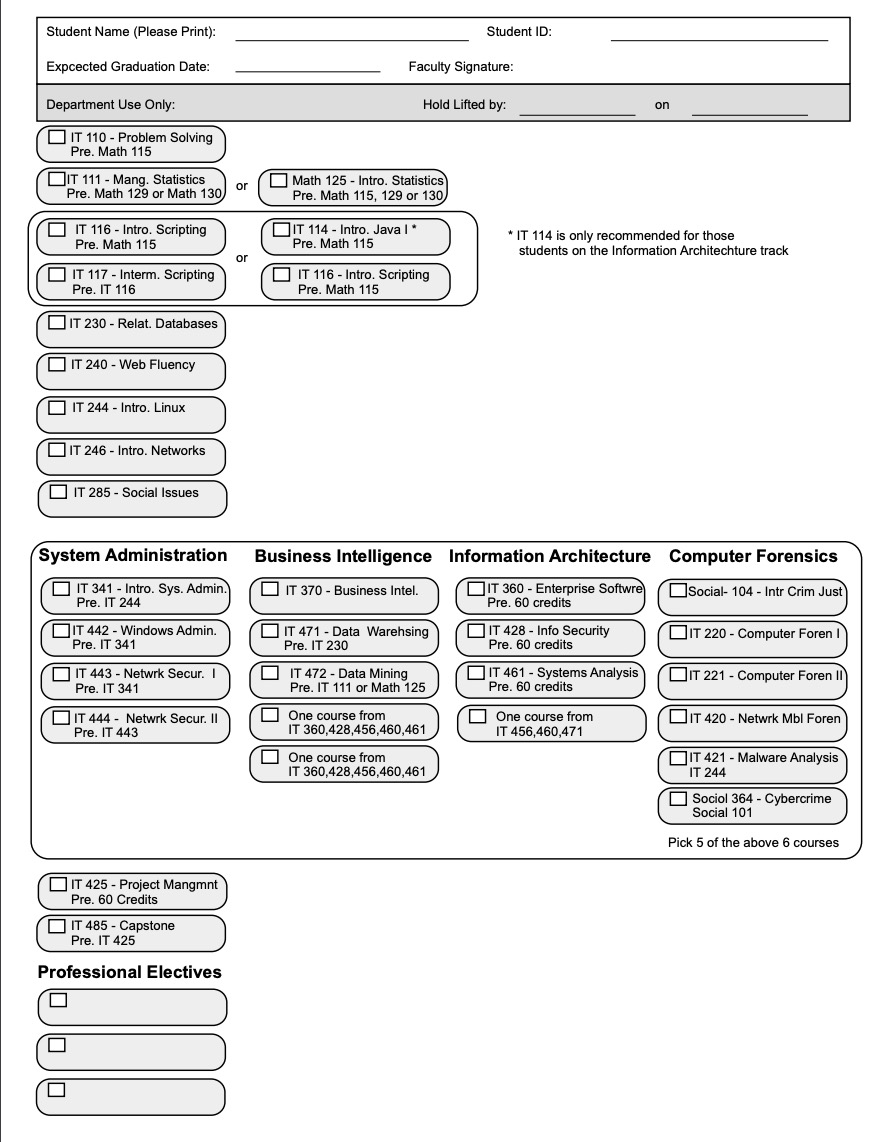 Student Name (Please Print): Student ID:
Expcected Graduation Date: Faculty Signature:
Department Use Only: Hold Lifted by: on
IT 110 - Problem Solving
Pre. Math 115
IT 111 - Mang. Statistics
Pre. Math 129 or Math 130
or
Math 125 - Intro. Statistics
Pre. Math 115, 129 or 130
IT 116 - Intro. Scripting
Pre. Math 115
IT 117 - Interm. Scripting
Pre. IT 116
or
IT 114 - Intro. Java I *
Pre. Math 115
IT 116 - Intro. Scripting
Pre. Math 115
* IT 114 is only recommended for those
students on the Information Architechture track
IT 230 - Relat. Databases
IT 240 - Web Fluency
IT 244 - Intro. Linux
IT 246 - Intro. Networks
IT 285 - Social Issues
System Administration
IT 341 - Intro. Sys. Admin.
Pre. IT 244
IT 442 - Windows Admin.
Pre. IT 341
IT 443 - Netwrk Secur. I
Pre. IT 341
IT 444 - Netwrk Secur. II
Pre. IT 443
Business Intelligence
IT 370 - Business Intel.
IT 471 - Data Warehsing
Pre. IT 230
IT 472 - Data Mining
Pre. IT 111 or Math 125
One course from
IT 360,428,456,460,461
One course from
IT 360,428,456,460,461
Information Architecture
IT 360 - Enterprise Softwre
Pre. 60 credits
IT 428 - Info Security
Pre. 60 credits
IT 461 - Systems Analysis
Pre. 60 credits
One course from
IT 456,460,471
Computer Forensics
Social- 104 - Intr Crim Just
IT 220 - Computer Foren I
IT 221 - Computer Foren II
IT 420 - Netwrk Mbl Foren
IT 421 - Malware Analysis
IT 244
Sociol 364 - Cybercrime
Social 101
Pick 5 of the above 6 courses
IT 425 - Project Mangmnt
Pre. 60 Credits
IT 485 - Capstone
Pre. IT 425
Professional Electives